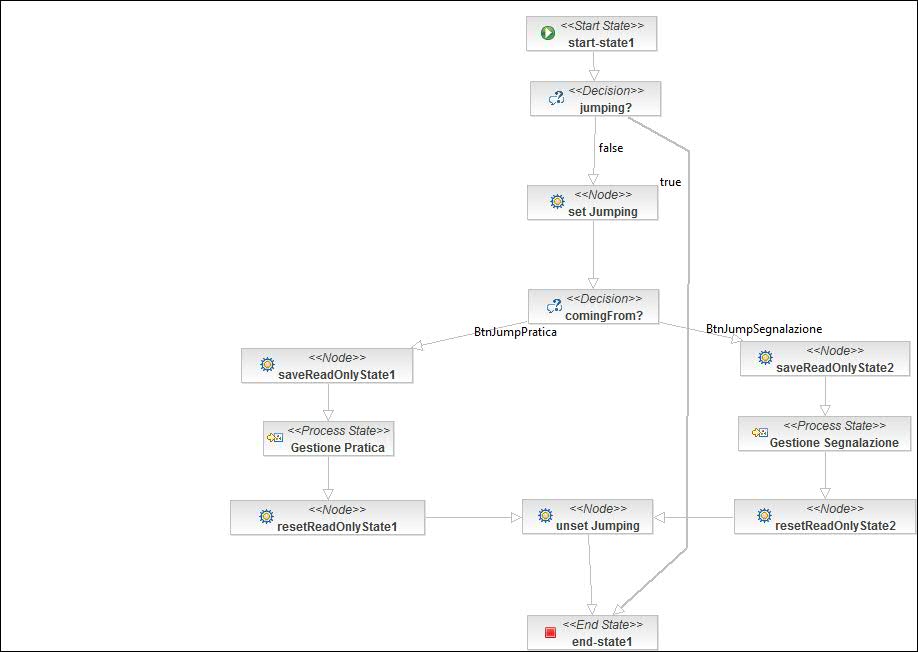 <<Start State>>
start-state1
<<Decision>>
jumping?
false
true
<<Node>>
set Jumping
<<Decision>>
comingFrom?
BtnJumpPratica
BtnJumpSegnalazione
<<Node>>
saveReadOnlyState1
<<Node>>
saveReadOnlyState2
<<Process State>>
Gestione Pratica
<<Process State>>
Gestione Segnalazione
<<Node>>
resetReadOnlyState1
<<Node>>
unset Jumping
<<Node>>
resetReadOnlyState2
<<End State>>
end-state1